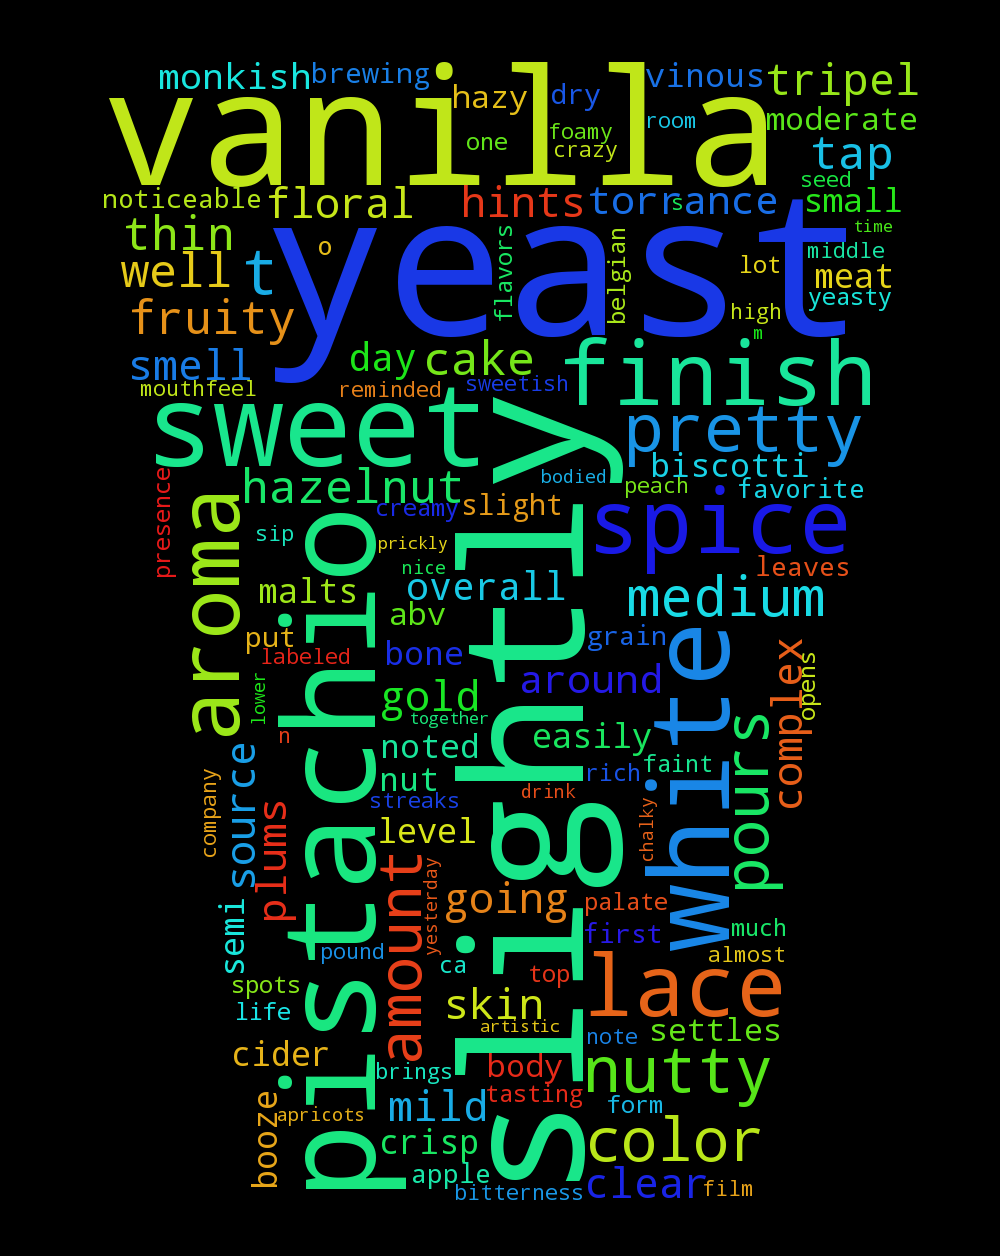 monkish
brewing
vanilla
hazy
dry
vinous
tripel
one
foamy
crazy
room
moderate
tap
noticeable
floral
hints
torrance
s
seed
small
thin
o
yeast
flavors
belgian
time
middle
well
t
lot
meat
yeasty
fruity
high
m
smell
day
cake
finish
mouthfeel
reminded
sweetish
sweet
slightly
pretty
biscotti
presence
aroma
hazelnut
bodied
peach
favorite
creamy
slight
spice
sip
pistachio
prickly
nice
leaves
malts
overall
medium
abv
put
labeled
bone
grain
white
complex
opens
lower
gold
around
together
n
noted
easily
faint
pours
source
company
nut
rich
streaks
drink
chalky
plums
level
amount
yesterday
going
palate
semi
pound
first
much
almost
ca
top
lace
spots
life
skin
artistic
note
settles
cider
brings
body
nutty
tasting
booze
apricots
mild
form
crisp
color
apple
bitterness
clear
film